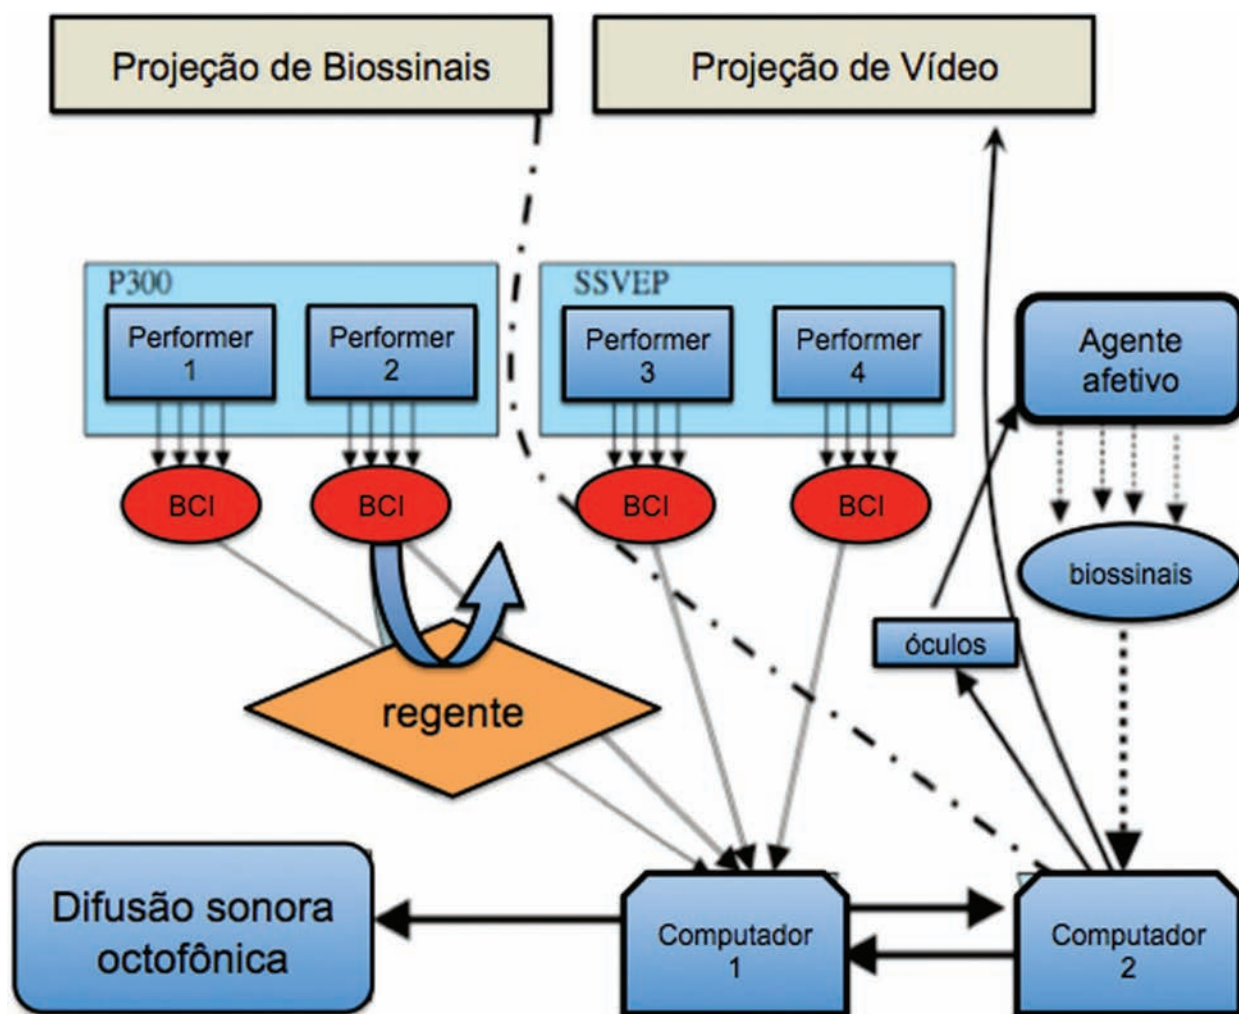 Projeção de Biossinais
Projeção de Vídeo
P300
SSVEP
Performer
1
Performer
2
Performer
3
Performer
4
Agente
afetivo
BCI
BCI
BCI
BCI
biossinais
óculos
regente
Difusão sonora
octofônica
Computador
1
Computador
2